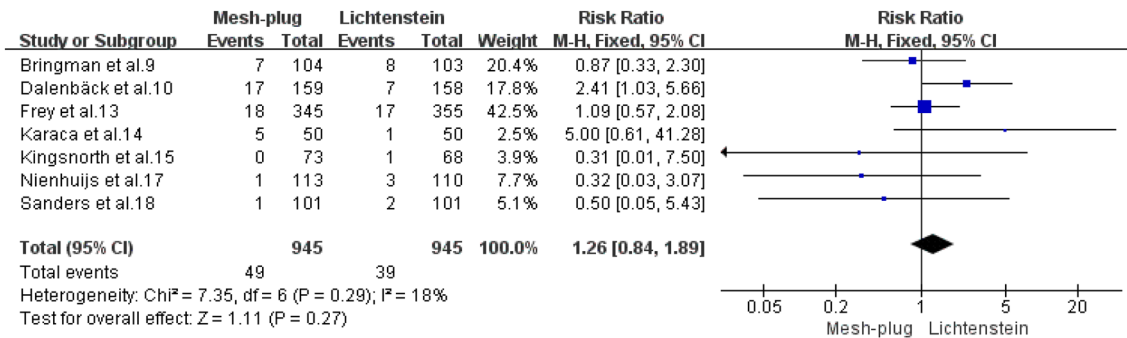 Mesh-plug Lichtenstein Risk Ratio Risk Ratio
Study or Subgroup Events Total Events Total Weight M-H, Fixed, 95% CI M-H, Fixed, 95% CI
Bringman et al.9 7 104 8 103 20.4% 0.87 [0.33, 2.30]
Dalenbäck et al.10 17 159 7 158 17.8% 2.41 [1.03, 5.66]
Frey et al.13 18 345 17 355 42.5% 1.09 [0.57, 2.08]
Karaca et al.14 5 50 1 50 2.5% 5.00 [0.61, 41.28]
Kingsnorth et al.15 0 73 1 68 3.9% 0.31 [0.01, 7.50]
Nienhuijs et al.17 1 113 3 110 7.7% 0.32 [0.03, 3.07]
Sanders et al.18 1 101 2 101 5.1% 0.50 [0.05, 5.43]
Total (95% CI) 945 945 100.0% 1.26 [0.84, 1.89]
Total events 49 39
Heterogeneity: Chi² = 7.35, df = 6 (P = 0.29); I² = 18%
Test for overall effect: Z = 1.11 (P = 0.27)
0.05 0.2 1 5 20
Mesh-plug Lichtenstein